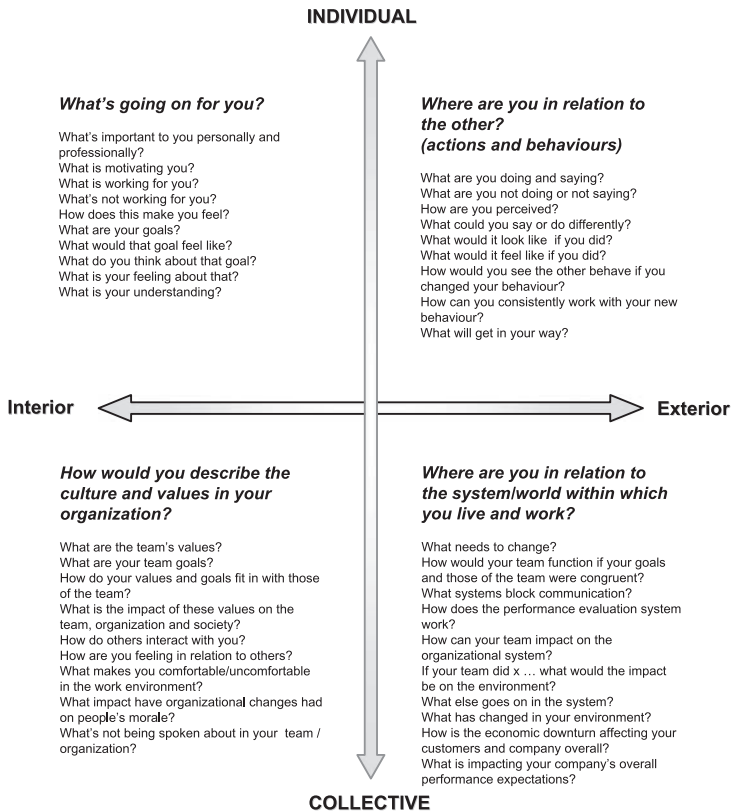 INDIVIDUAL
What's going on for you?
What's important to you personally and
professionally?
What is motivating you?
What is working for you?
What's not working for you?
How does this make you feel?
What are your goals?
What would that goal feel like?
What do you think about that goal?
What is your feeling about that?
What is your understanding?
Where are you in relation to
the other?
(actions and behaviours)
What are you doing and saying?
What are you not doing or not saying?
How are you perceived?
What could you say or do differently?
What would it look like if you did?
What would it feel like if you did?
How would you see the other behave if you
changed your behaviour?
How can you consistently work with your new
behaviour?
What will get in your way?
Interior
Exterior
How would you describe the
culture and values in your
organization?
What are the team's values?
What are your team goals?
How do your values and goals fit in with those
of the team?
What is the impact of these values on the
team, organization and society?
How do others interact with you?
How are you feeling in relation to others?
What makes you comfortable/uncomfortable
in the work environment?
What impact have organizational changes had
on people's morale?
What's not being spoken about in your team /
organization?
Where are you in relation to
the system/world within which
you live and work?
What needs to change?
How would your team function if your goals
and those of the team were congruent?
What systems block communication?
How does the performance evaluation system
work?
How can your team impact on the
organizational system?
If your team did x ... what would the impact
be on the environment?
What else goes on in the system?
What has changed in your environment?
How is the economic downturn affecting your
customers and company overall?
What is impacting your company's overall
performance expectations?
COLLECTIVE